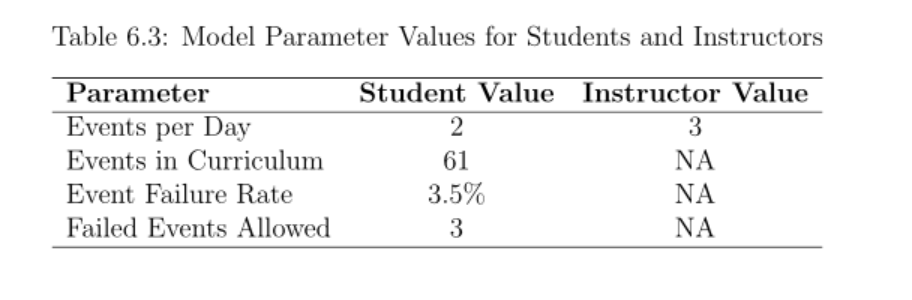 Table 6.3: Model Parameter Values for Students and Instructors
Parameter Student Value Instructor Value
Events per Day 2 3
Events in Curriculum 61 NA
Event Failure Rate 3.5% NA
Failed Events Allowed 3 NA